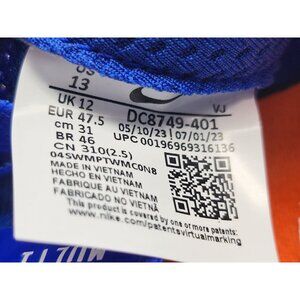 US
13
UK 12
EUR 47.5
cm 31
BR 46
CN 310(2.5)
VJ
DC8749-401
05/10/23 07/01/23
UPC 00196969316136
04SWMPTWMC0N8
MADE IN VIETNAM
HECHO EN VIETNAM
FABRIQUE AU VIETNAM
FABRICADO NO VIETNÃ
This product is covered by
one or more patents. See
www.nike.com/
patentsvirtualmarking